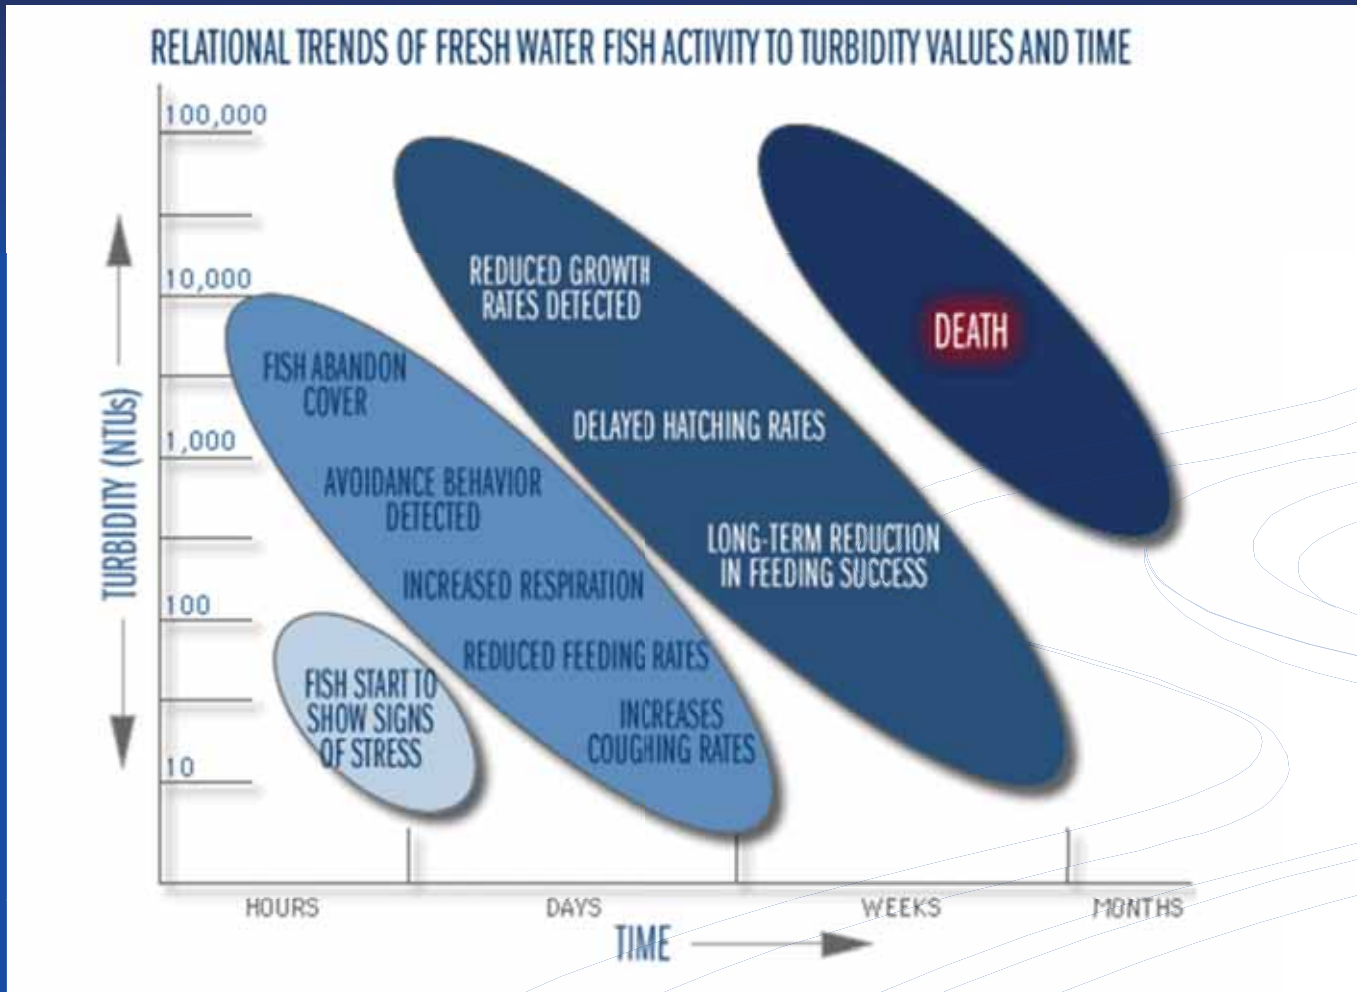 RELATIONAL TRENDS OF FRESH WATER FISH ACTIVITY TO TURBIDITY VALUES AND TIME
100,000
10,000
1,000
100
10
TURBIDITY (NTUs)
REDUCED GROWTH
RATES DETECTED
DEATH
FISH ABANDON
COVER
DELAYED HATCHING RATES
AVOIDANCE BEHAVIOR
DETECTED
LONG-TERM REDUCTION
IN FEEDING SUCCESS
INCREASED RESPIRATION
REDUCED FEEDING RATES
FISH START TO
SHOW SIGNS
OF STRESS
INCREASES
COUGHING RATES
HOURS
DAYS
WEEKS
MONTHS
TIME